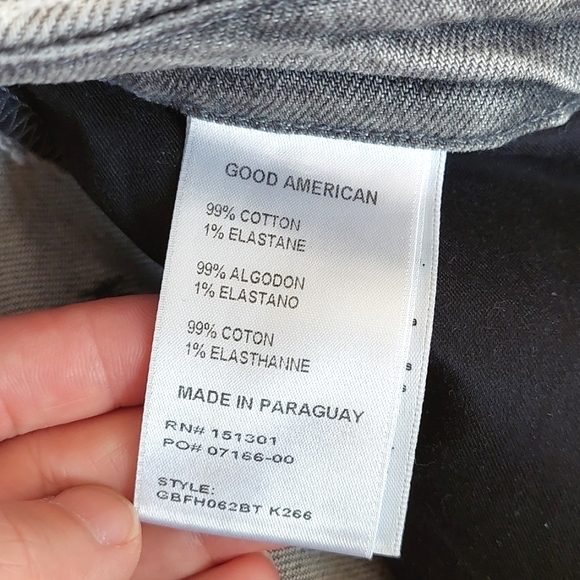 GOOD AMERICAN
99% COTTON
1% ELASTANE
99% ALGODON
1% ELASTANO
99% COTON
1% ELASTHANNE
MADE IN PARAGUAY
RN# 151301
PO# 07166-00
STYLE:
GBFH062BT K266